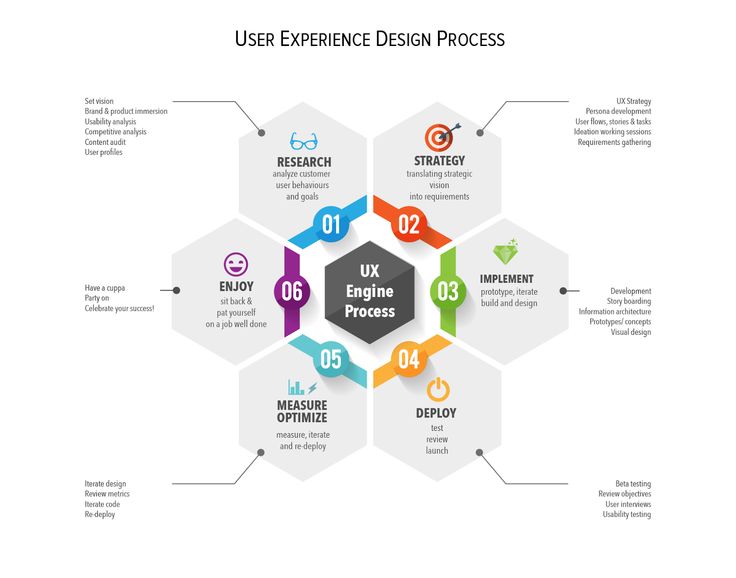 USER EXPERIENCE DESIGN PROCESS
Set vision
Brand & product immersion
Usability analysis
Competitive analysis
Content audit
User profiles
UX Strategy
Persona development
User flows, stories & tasks
Ideation working sessions
Requirements gathering
RESEARCH
analyze customer
user behaviours
and goals
01
STRATEGY
translating strategic
vision
into requirements
02
IMPLEMENT
prototype, iterate
build and design
03
Development
Story boarding
Information architecture
Prototypes/ concepts
Visual design
UX
Engine
Process
DEPLOY
test
review
launch
04
Beta testing
Review objectives
User interviews
Usability testing
MEASURE
OPTIMIZE
measure, iterate
and re-deploy
05
Iterate design
Review metrics
Iterate code
Re-deploy
ENJOY
sit back &
pat yourself
on a job well done
06
Have a cuppa
Party on
Celebrate your success!